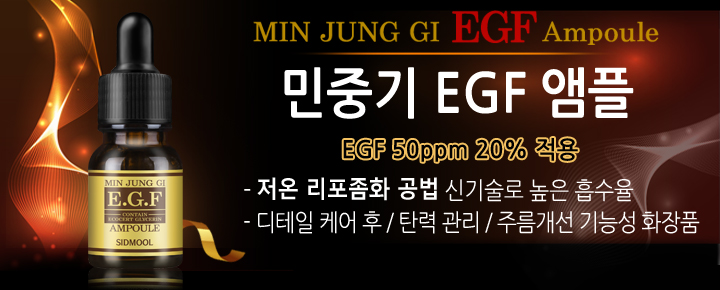 MIN JUNG GI EGF Ampoule
민중기 EGF 앰플
EGF 50ppm 20% 적용
- 저온 리포좀화 공법 신기술로 높은 흡수율
- 디테일 케어 후 / 탄력 관리 / 주름개선 기능성 화장품
MIN JUNG GI
E.G.F
CONTAIN
ECOCERT GLYCERIN
AMPOULE
SIDMOOL